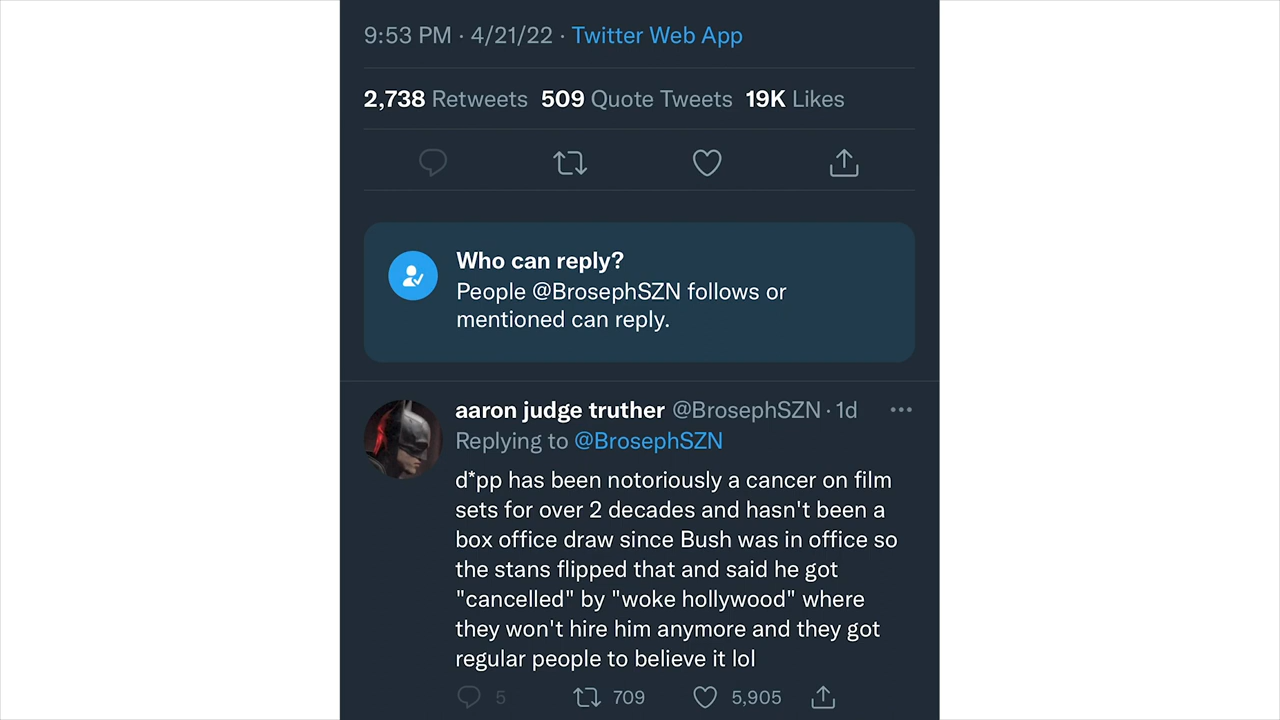 9:53 PM · 4/21/22 · Twitter Web App
2,738 Retweets 509 Quote Tweets 19K Likes
Who can reply?
People @BrosephSZN follows or
mentioned can reply.
aaron judge truther @BrosephSZN · 1d
Replying to @BrosephSZN
d*pp has been notoriously a cancer on film
sets for over 2 decades and hasn't been a
box office draw since Bush was in office so
the stans flipped that and said he got
"cancelled" by "woke hollywood" where
they won't hire him anymore and they got
regular people to believe it lol
5 709 5,905